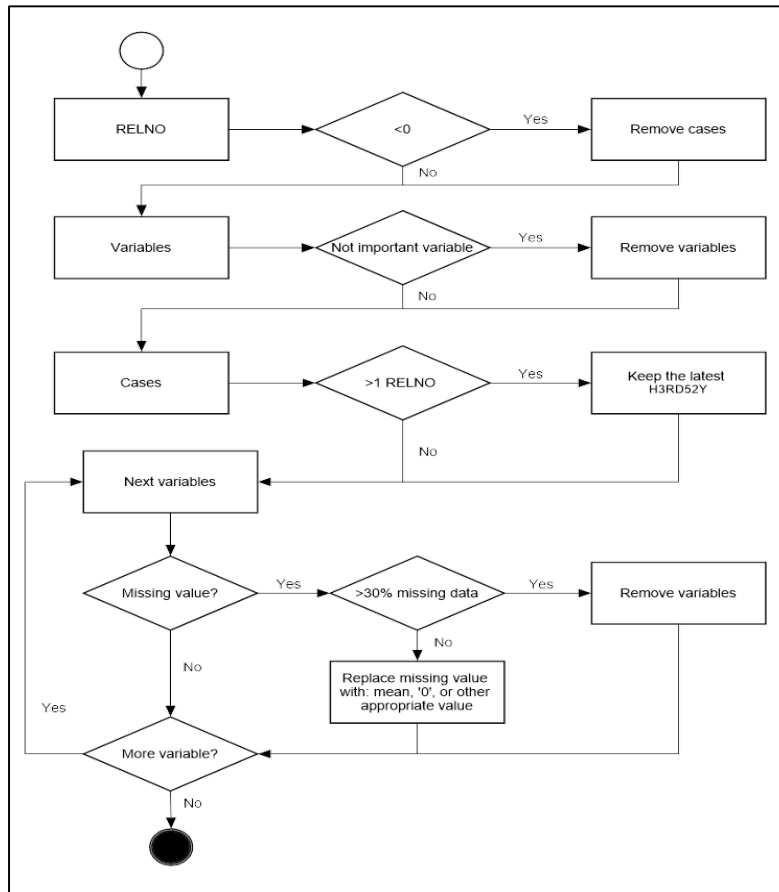 RELNO
<0
Yes
Remove cases
No
Variables
Not important variable
Yes
Remove variables
No
Cases
>1 RELNO
Yes
Keep the latest
H3RD52Y
No
Next variables
Missing value?
Yes
>30% missing data
Yes
Remove variables
No
No
Replace missing value
with: mean, '0', or other
appropriate value
Yes
More variable?
No